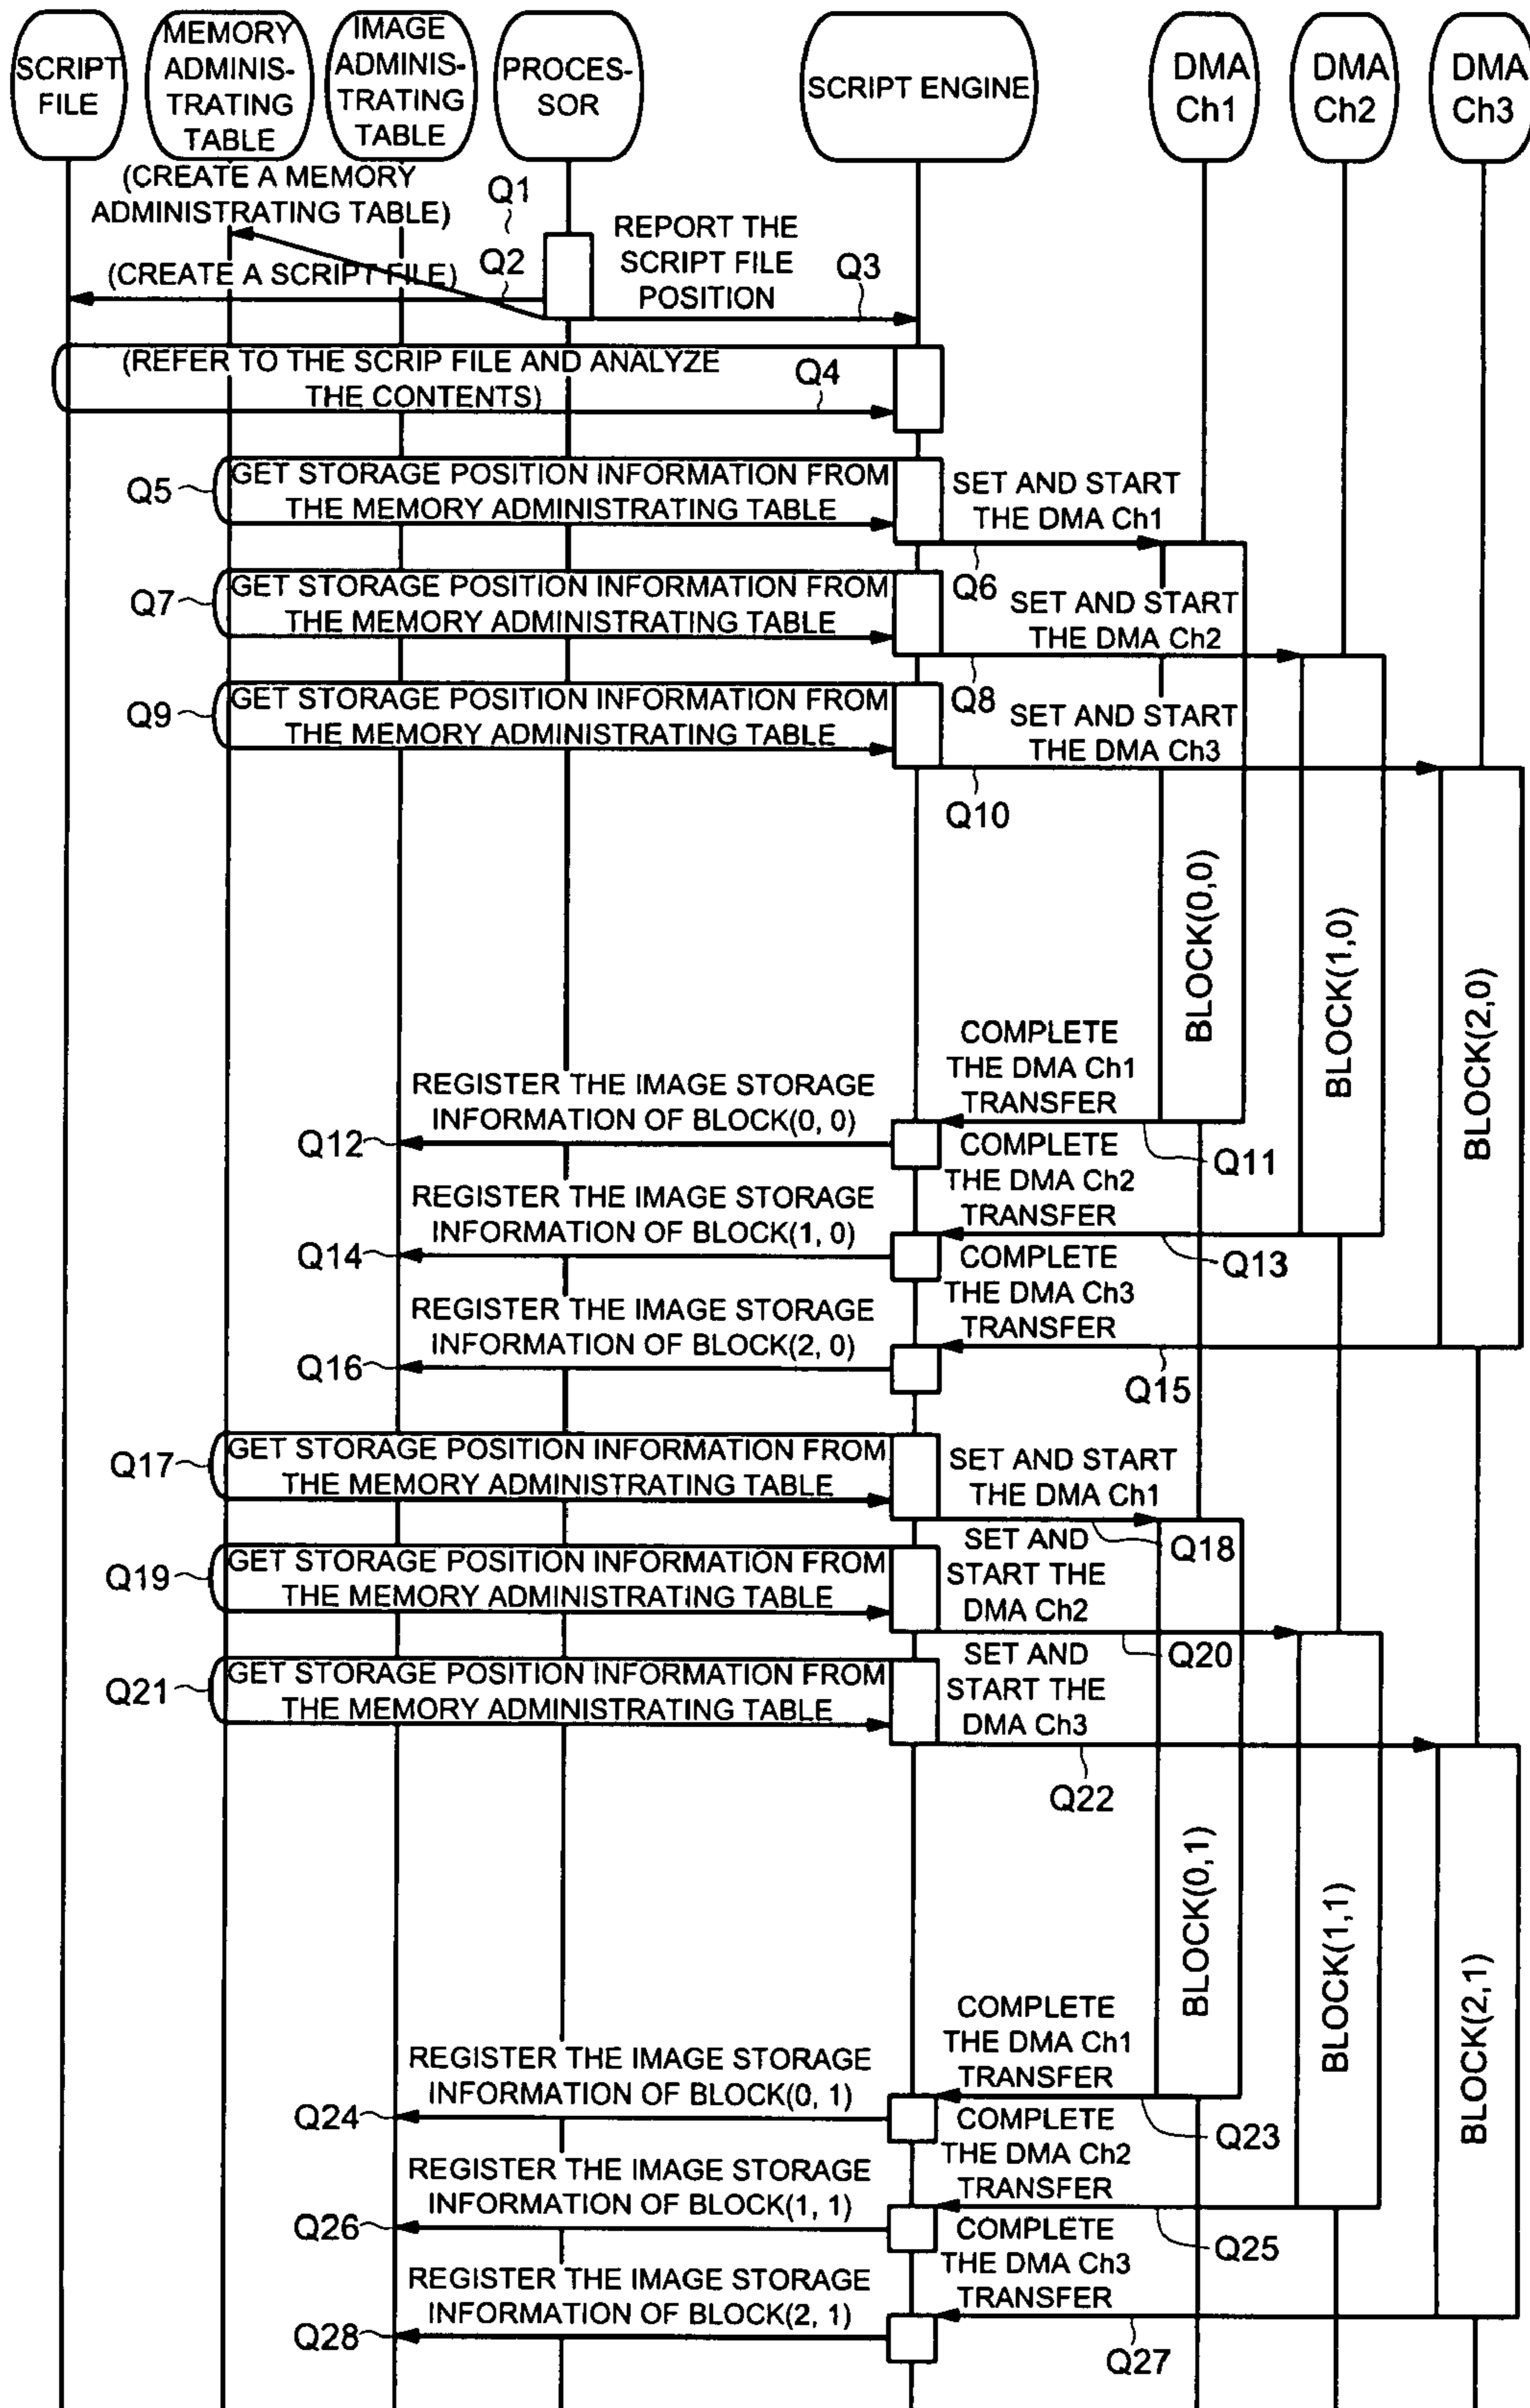 SCRIPT
FILE
MEMORY
ADMINIS-
TRATING
TABLE
IMAGE
ADMINIS-
TRATING
TABLE
PROCES-
SOR
SCRIPT ENGINE
DMA
Ch1
DMA
Ch2
DMA
Ch3
(CREATE A MEMORY
ADMINISTRATING TABLE)
Q1
(CREATE A SCRIPT FILE)
Q2
REPORT THE
SCRIPT FILE
POSITION
Q3
(REFER TO THE SCRIP FILE AND ANALYZE
THE CONTENTS)
Q4
Q5
GET STORAGE POSITION INFORMATION FROM
THE MEMORY ADMINISTRATING TABLE
SET AND START
THE DMA Ch1
Q6
Q7
GET STORAGE POSITION INFORMATION FROM
THE MEMORY ADMINISTRATING TABLE
SET AND START
THE DMA Ch2
Q8
Q9
GET STORAGE POSITION INFORMATION FROM
THE MEMORY ADMINISTRATING TABLE
SET AND START
THE DMA Ch3
Q10
BLOCK(0,0)
BLOCK(1,0)
BLOCK(2,0)
COMPLETE
THE DMA Ch1
TRANSFER
Q11
REGISTER THE IMAGE STORAGE
INFORMATION OF BLOCK(0, 0)
Q12
COMPLETE
THE DMA Ch2
TRANSFER
Q13
REGISTER THE IMAGE STORAGE
INFORMATION OF BLOCK(1, 0)
Q14
COMPLETE
THE DMA Ch3
TRANSFER
Q15
REGISTER THE IMAGE STORAGE
INFORMATION OF BLOCK(2, 0)
Q16
Q17
GET STORAGE POSITION INFORMATION FROM
THE MEMORY ADMINISTRATING TABLE
SET AND START
THE DMA Ch1
Q18
Q19
GET STORAGE POSITION INFORMATION FROM
THE MEMORY ADMINISTRATING TABLE
SET AND
START THE
DMA Ch2
Q20
Q21
GET STORAGE POSITION INFORMATION FROM
THE MEMORY ADMINISTRATING TABLE
SET AND
START THE
DMA Ch3
Q22
BLOCK(0,1)
BLOCK(1,1)
BLOCK(2,1)
COMPLETE
THE DMA Ch1
TRANSFER
Q23
REGISTER THE IMAGE STORAGE
INFORMATION OF BLOCK(0, 1)
Q24
COMPLETE
THE DMA Ch2
TRANSFER
Q25
REGISTER THE IMAGE STORAGE
INFORMATION OF BLOCK(1, 1)
Q26
COMPLETE
THE DMA Ch3
TRANSFER
Q27
REGISTER THE IMAGE STORAGE
INFORMATION OF BLOCK(2, 1)
Q28